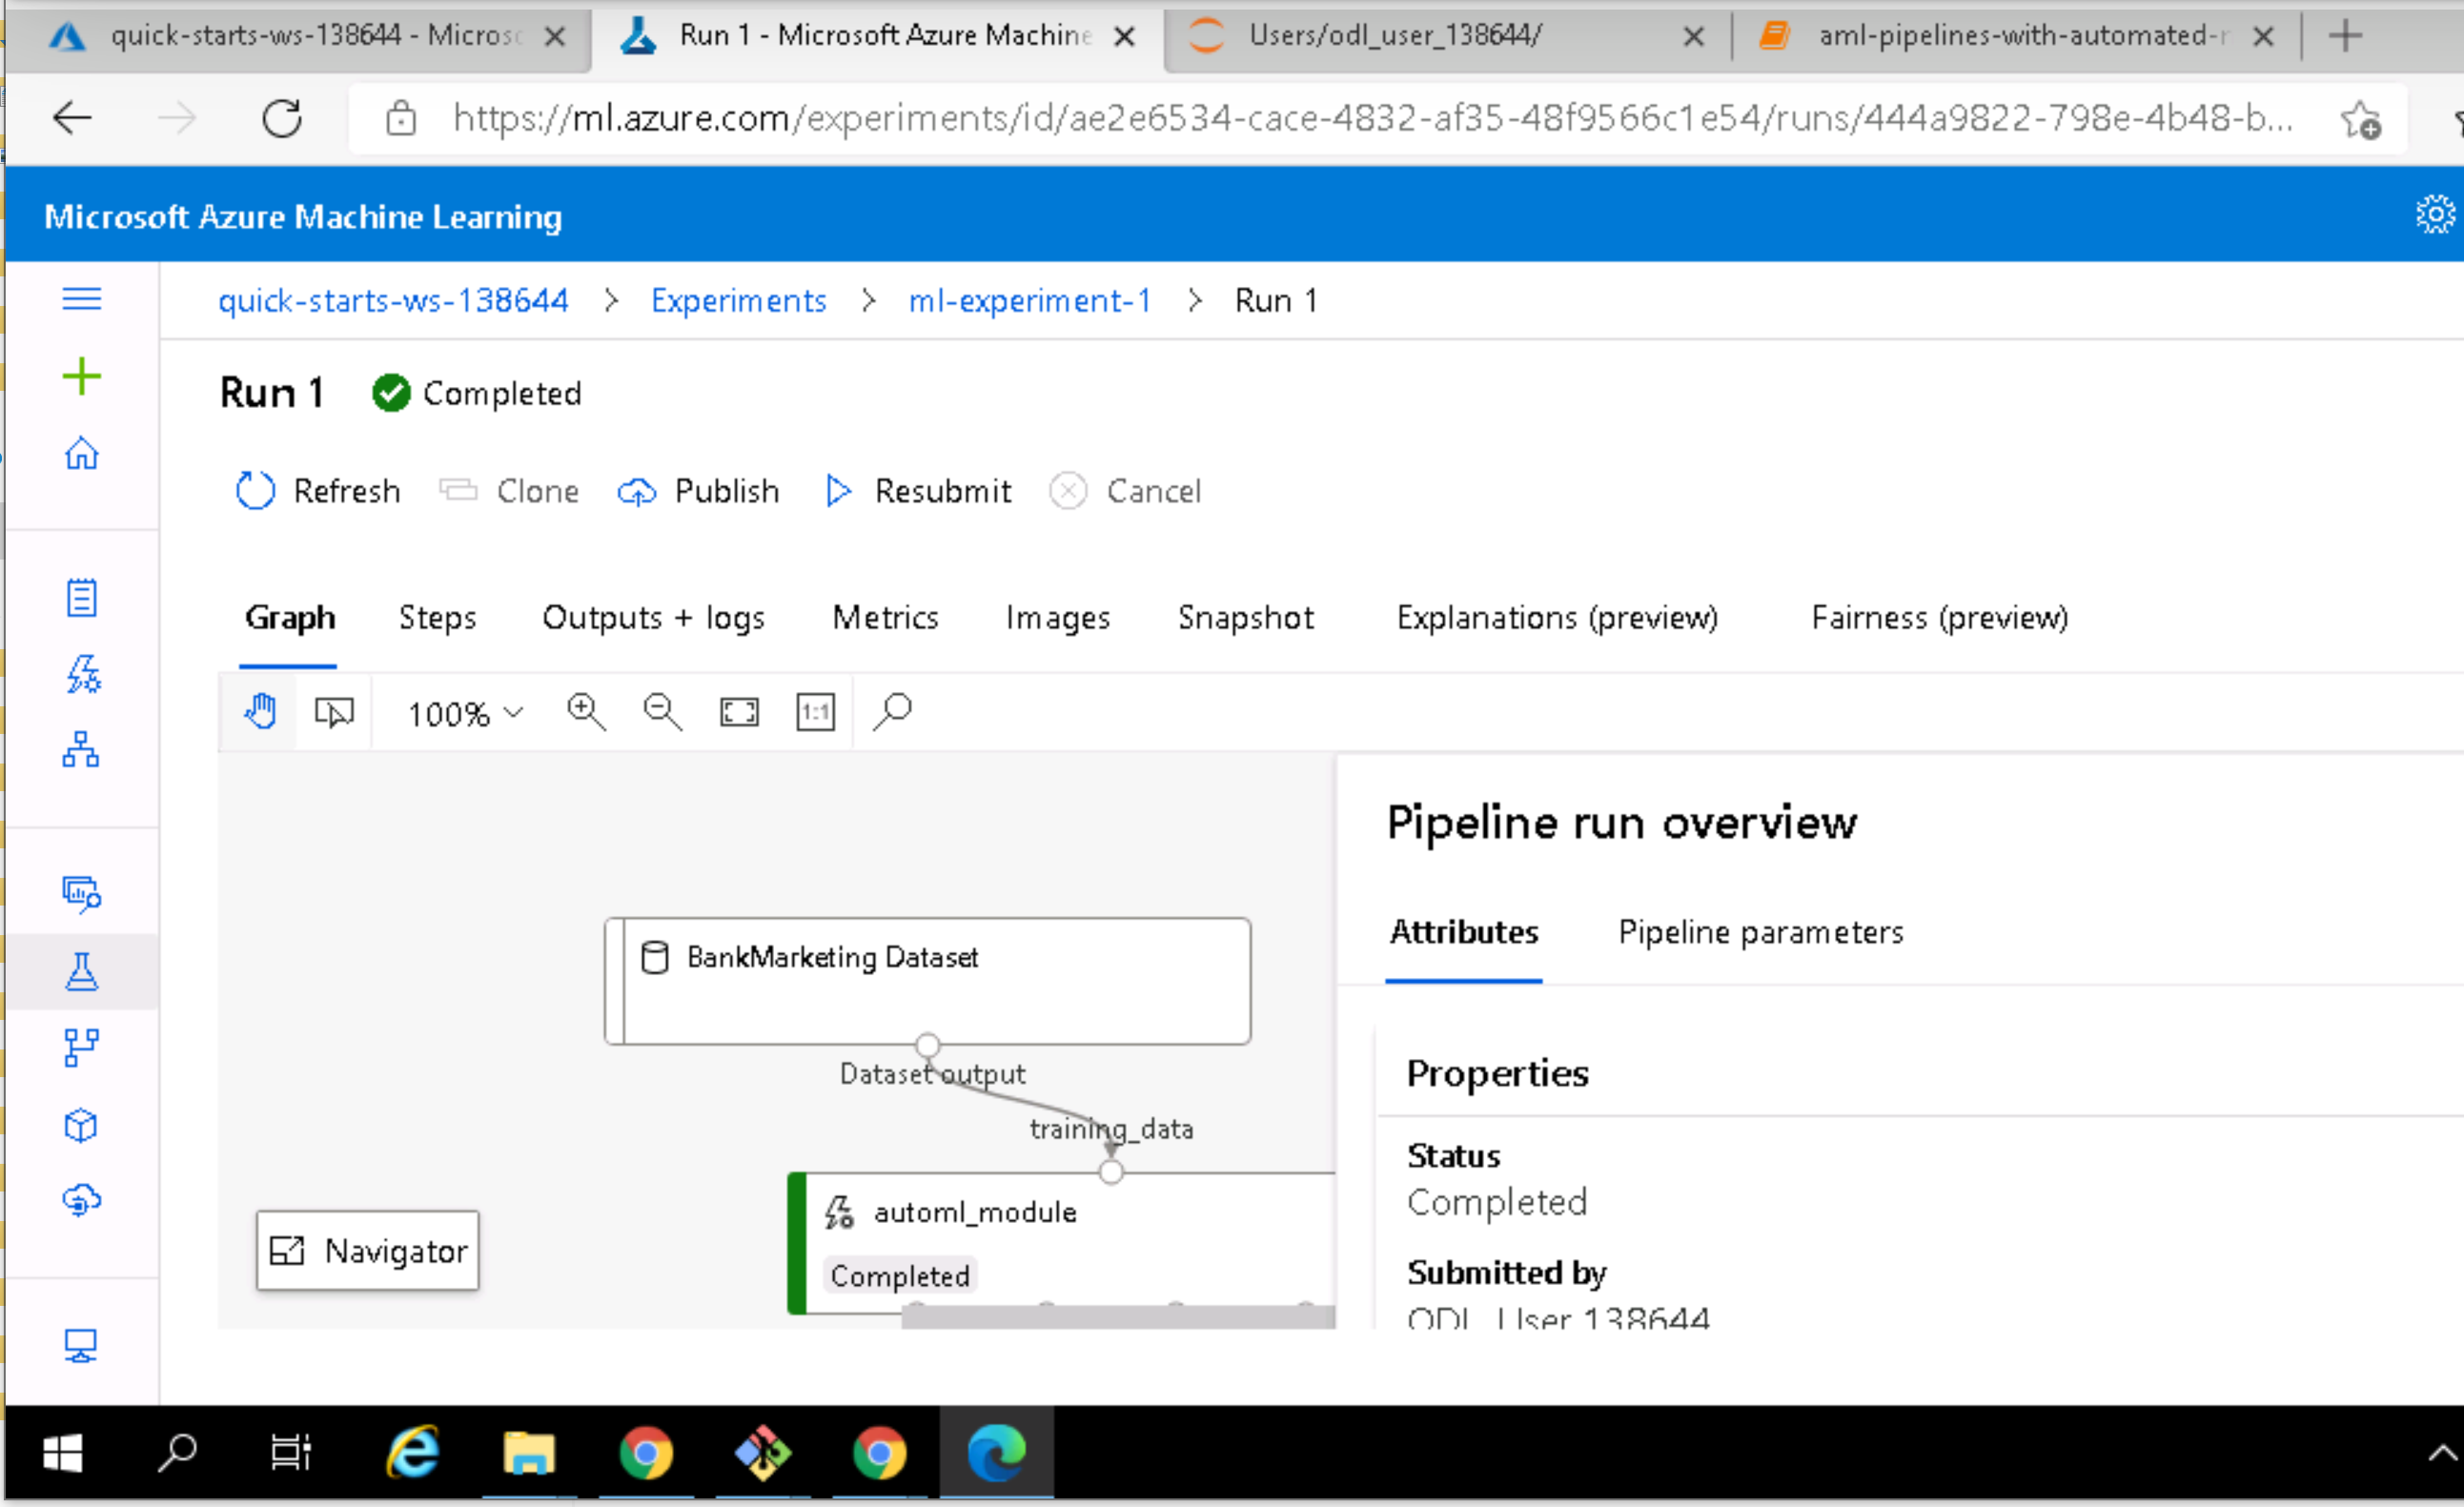 quick-starts-ws-138644 - Microsc
Run 1 - Microsoft Azure Machine
Users/odl_user_138644/
aml-pipelines-with-automated-
https://ml.azure.com/experiments/id/ae2e6534-cace-4832-af35-48f9566c1e54/runs/444a9822-798e-4b48-b...
Microsoft Azure Machine Learning
quick-starts-ws-138644 > Experiments > ml-experiment-1 > Run 1
Run 1 Completed
Refresh Clone Publish Resubmit Cancel
Graph Steps Outputs + logs Metrics Images Snapshot Explanations (preview) Fairness (preview)
100% 1:1
Pipeline run overview
Attributes Pipeline parameters
BankMarketing Dataset
Dataset output
training_data
automl_module
Completed
Navigator
Properties
Status
Completed
Submitted by
ODL_User 138644